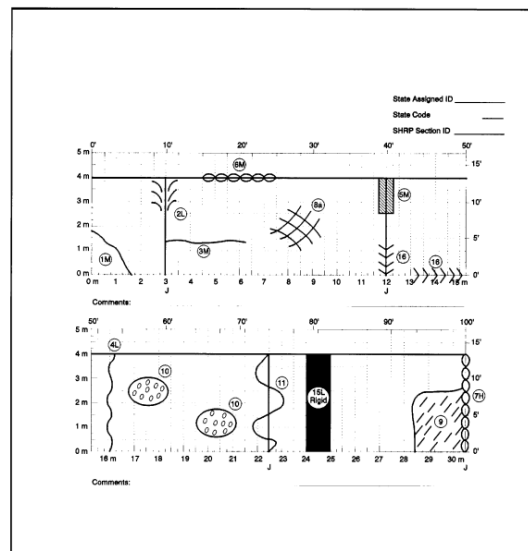 State Assigned ID
State Code
SHRP Section ID
0' 10' 20' 30' 40' 50'
5 m
4 m 15'
6M
5M
3 m
8a 10'
2L
2 m
3M 5'
1M 16 16
1 m
0 m 0'
0 m 1 2 3 4 5 6 7 8 9 10 11 12 13 14 15 m
J J
Comments:
50' 60' 70' 80' 90' 100'
5 m 15'
4L
4 m
10 11 15L 7H
Rigid
3 m 10'
10
2 m 5'
9
1 m
0 m 0'
16 m 17 18 19 20 21 22 23 24 25 26 27 28 29 30 m
J J
Comments: